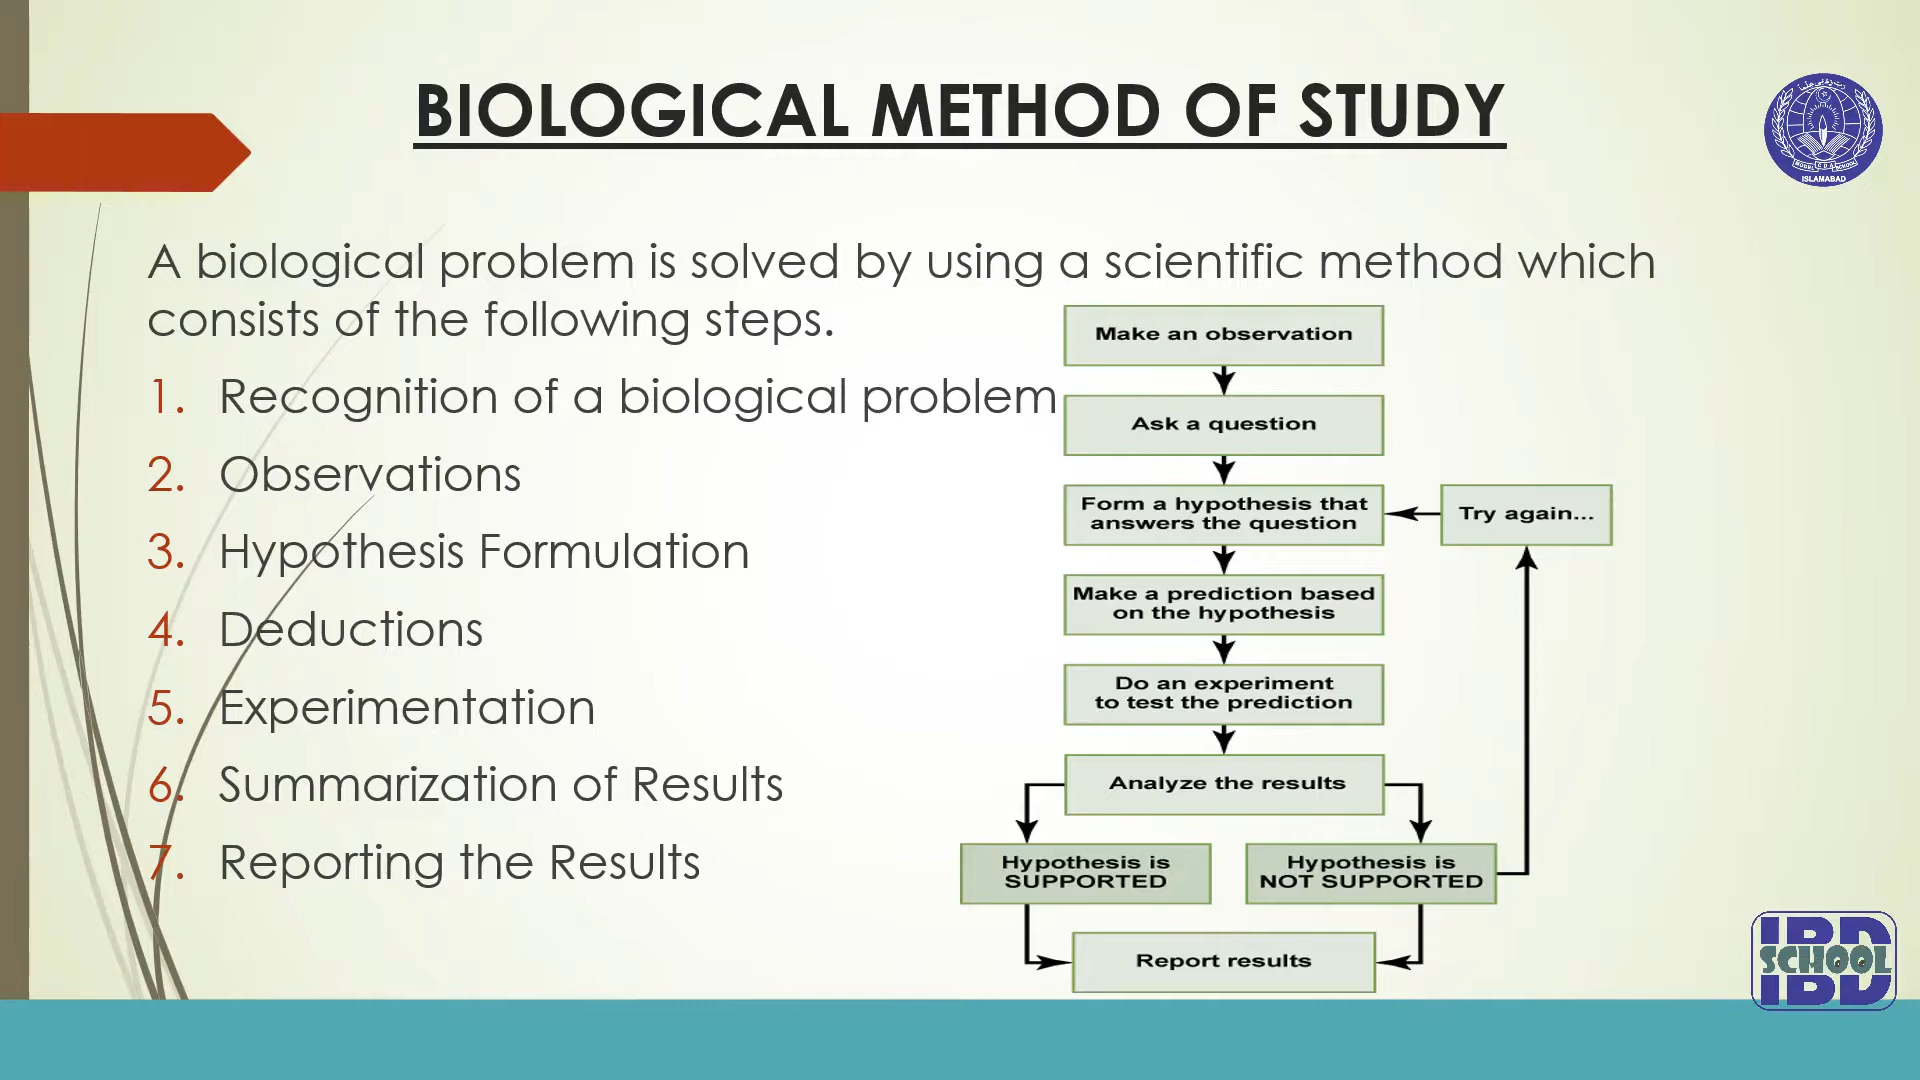 BIOLOGICAL METHOD OF STUDY
A biological problem is solved by using a scientific method which
consists of the following steps.
1. Recognition of a biological problem
2. Observations
3. Hypothesis Formulation
4. Deductions
5. Experimentation
6. Summarization of Results
7. Reporting the Results
Make an observation
Ask a question
Form a hypothesis that
answers the question
Try again...
Make a prediction based
on the hypothesis
Do an experiment
to test the prediction
Analyze the results
Hypothesis is
SUPPORTED
Hypothesis is
NOT SUPPORTED
Report results
MODEL CDA SCHOOL
ISLAMABAD
IBD
SCHOOL
IBD